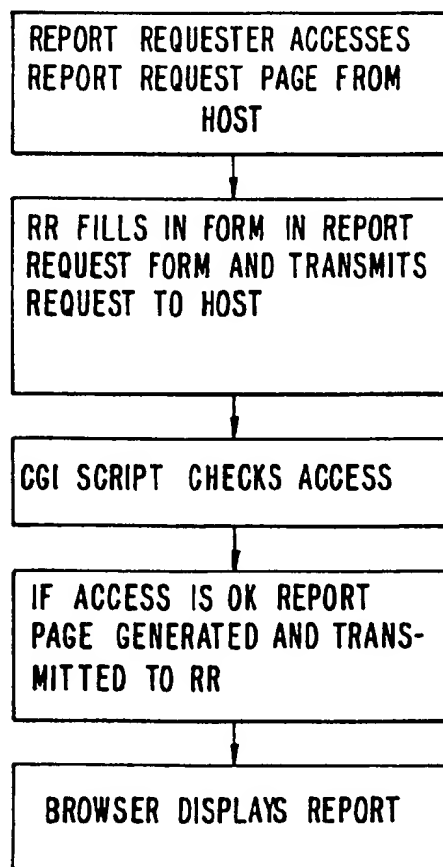 REPORT REQUESTER ACCESSES
REPORT REQUEST PAGE FROM
HOST
RR FILLS IN FORM IN REPORT
REQUEST FORM AND TRANSMITS
REQUEST TO HOST
CGI SCRIPT CHECKS ACCESS
IF ACCESS IS OK REPORT
PAGE GENERATED AND TRANS-
MITTED TO RR
BROWSER DISPLAYS REPORT